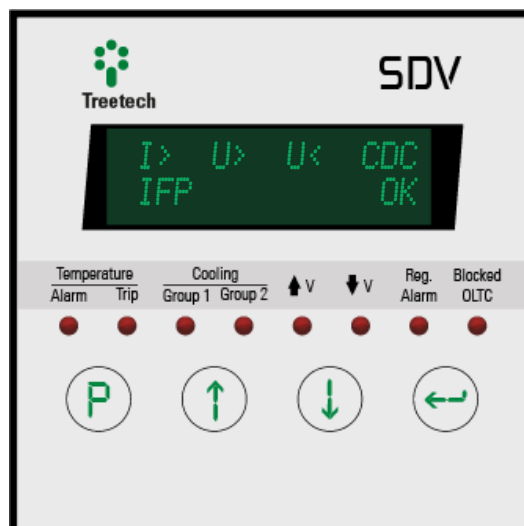 SDV
Treetech
I> U> U< CDC
IFP OK
Temperature
Alarm Trip
Cooling
Group 1 Group 2
V
V
Reg.
Alarm
Blocked
OLTC
P